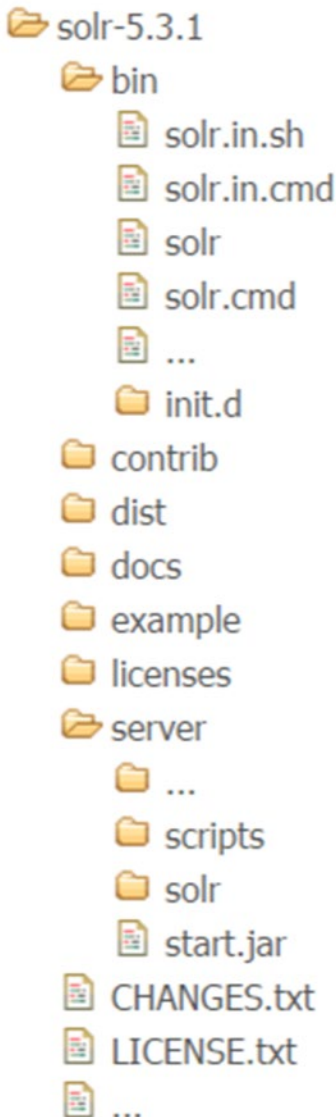 solr-5.3.1
bin
solr.in.sh
solr.in.cmd
solr
solr.cmd
...
init.d
contrib
dist
docs
example
licenses
server
...
scripts
solr
start.jar
CHANGES.txt
LICENSE.txt
...